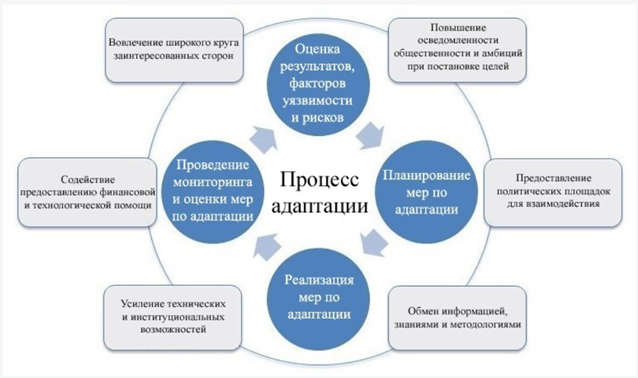 Вовлечение широкого круга
заинтересованных сторон
Оценка
результатов,
факторов
уязвимости
и рисков
Повышение
осведомленности
общественности и амбиций
при постановке целей
Содействие
предоставлению финансовой
и технологической помощи
Проведение
мониторинга
и оценки мер
по адаптации
Процесс
адаптации
Планирование
мер по
адаптации
Предоставление
политических площадок
для взаимодействия
Усиление технических
и институциональных
возможностей
Реализация
мер по
адаптации
Обмен информацией,
знаниями и методологиями